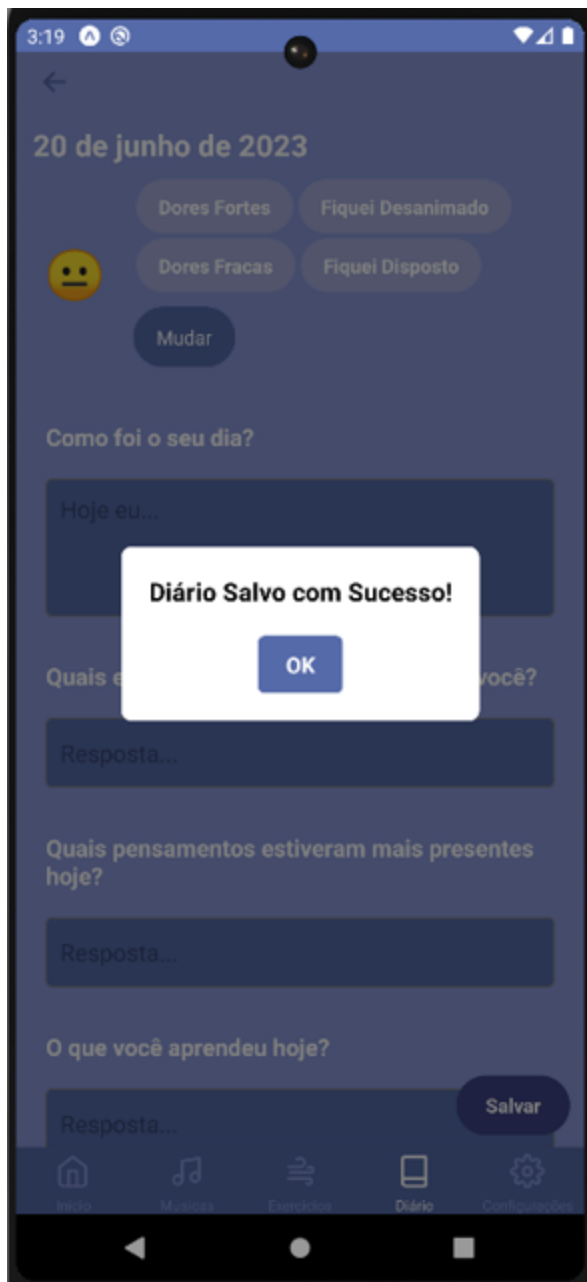 3:19
20 de junho de 2023
Dores Fortes Fiquei Desanimado
Dores Fracas Fiquei Disposto
Mudar
Como foi o seu dia?
Hoje eu...
Diário Salvo com Sucesso!
OK
Quais e você?
Resposta...
Quais pensamentos estiveram mais presentes
hoje?
Resposta...
O que você aprendeu hoje?
Resposta...
Salvar
Início Músicas Exercícios Diário Configurações